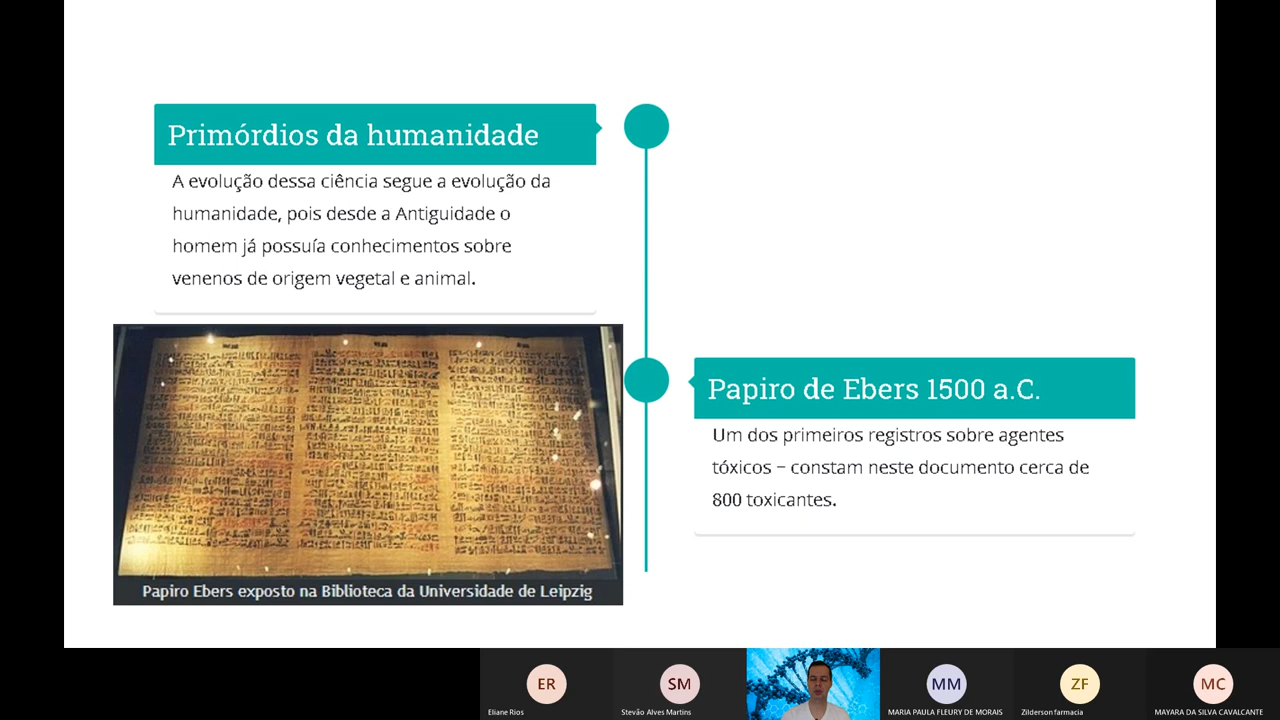 Primórdios da humanidade
A evolução dessa ciência segue a evolução da
humanidade, pois desde a Antiguidade o
homem já possuía conhecimentos sobre
venenos de origem vegetal e animal.
Papiro Ebers exposto na Biblioteca da Universidade de Leipzig
Papiro de Ebers 1500 a.C.
Um dos primeiros registros sobre agentes
tóxicos – constam neste documento cerca de
800 toxicantes.
ER
Eliane Rios
SM
Stevão Alves Martins
MM
MARIA PAULA FLEURY DE MORAIS
ZF
Zilderson farmacia
MC
MAYARA DA SILVA CAVALCANTE